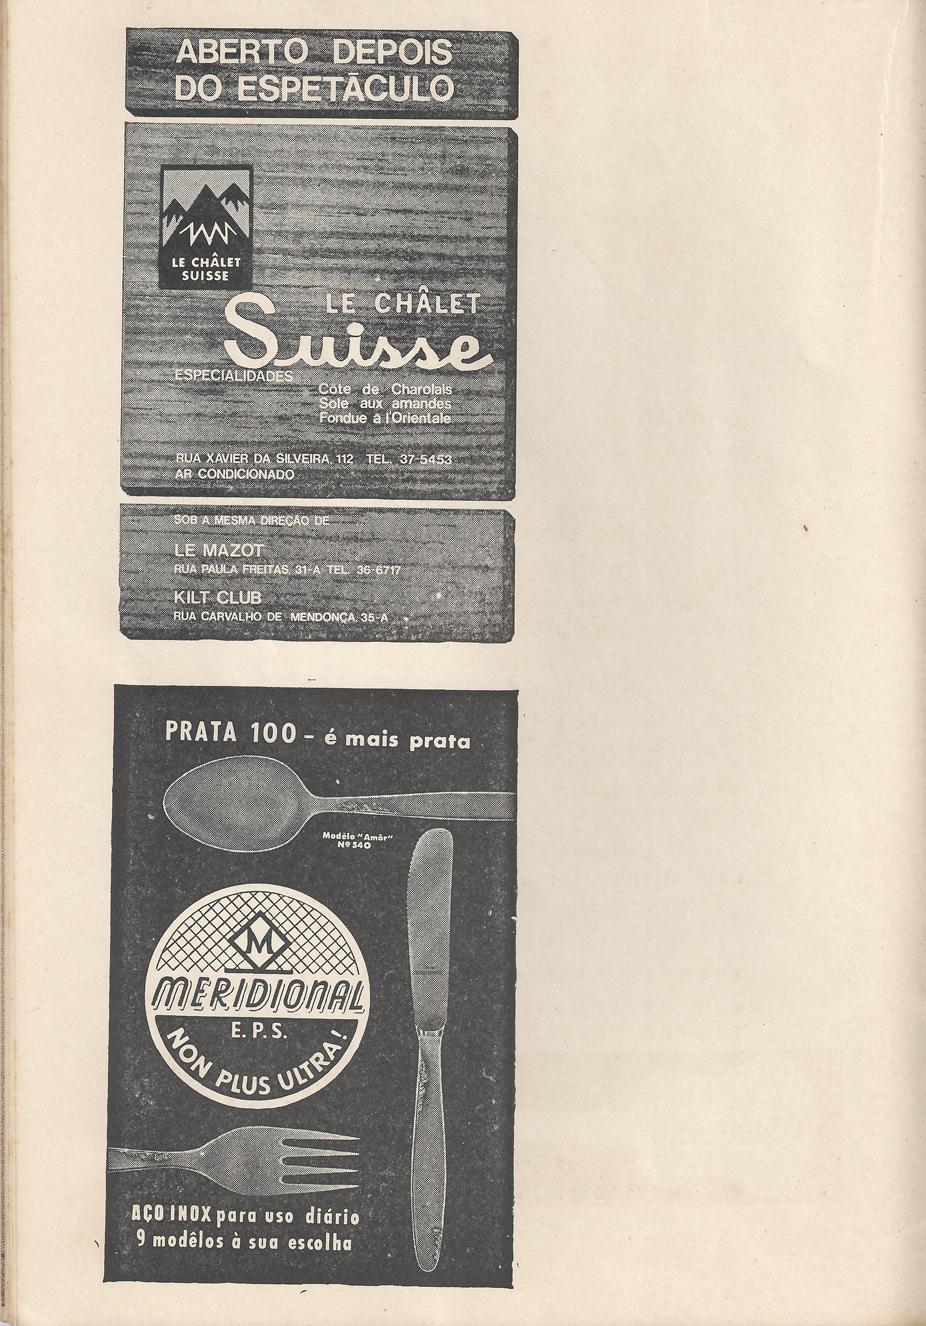 ABERTO DEPOIS
DO ESPETÁCULO
LE CHÂLET
SUISSE
LE CHÂLET
Suisse
ESPECIALIDADES
Côte de Charolais
Sole aux amandes
Fondue à l'Orientale
RUA XAVIER DA SILVEIRA, 112 TEL. 37-5453
AR CONDICIONADO
SOB A MESMA DIREÇÃO DE
LE MAZOT
RUA PAULA FREITAS, 31-A TEL. 36-6717
KILT CLUB
RUA CARVALHO DE MENDONÇA, 35-A
PRATA 100 - é mais prata
Modêlo "Amôr"
Nº 540
M
MERIDIONAL
E.P.S.
NON PLUS ULTRA!
AÇO INOX para uso diário
9 modêlos à sua escolha